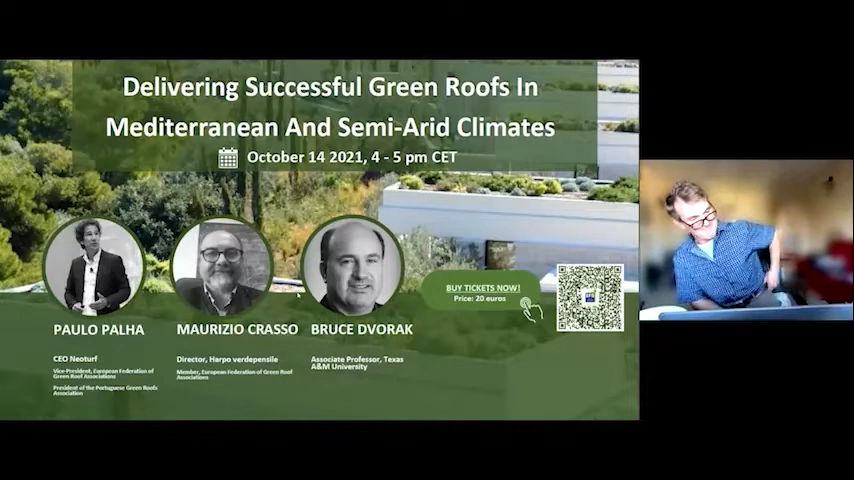 Delivering Successful Green Roofs In
Mediterranean And Semi-Arid Climates
October 14 2021, 4 - 5 pm CET
BUY TICKETS NOW!
Price: 20 euros
PAULO PALHA
CEO Neoturf
Vice-President, European Federation of
Green Roof Associations
President of the Portuguese Green Roofs
Association
MAURIZIO CRASSO
Director, Harpo verdepensile
Member, European Federation of Green Roof
Associations
BRUCE DVORAK
Associate Professor, Texas
A&M University